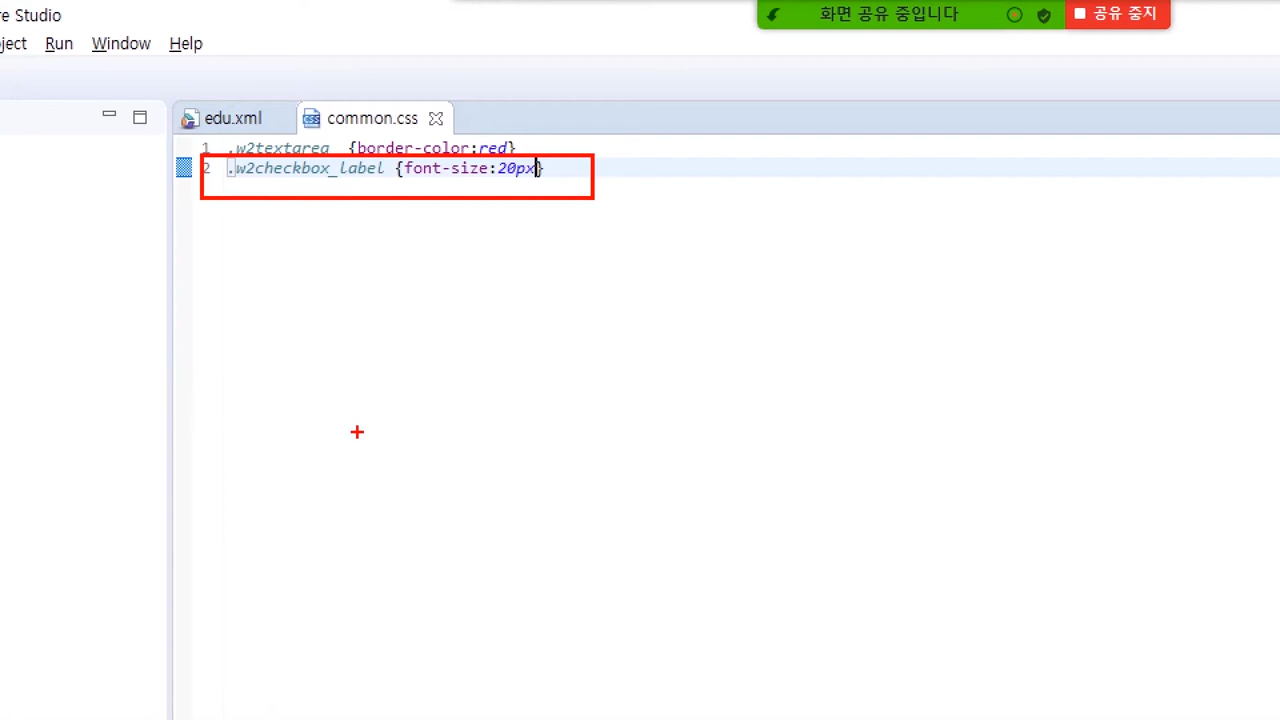 re Studio
화면 공유 중입니다
공유 중지
ject Run Window Help
edu.xml
common.css
1 .w2textarea {border-color:red}
2 .w2checkbox_label {font-size:20px}